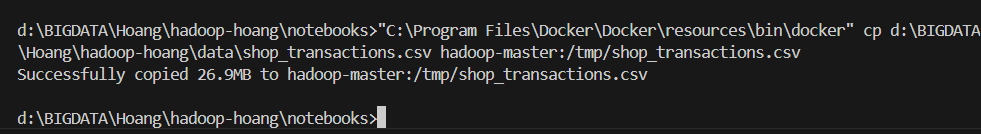 d:\BIGDATA\Hoang\hadoop-hoang\notebooks>"C:\Program Files\Docker\Docker\resources\bin\docker" cp d:\BIGDATA
\Hoang\hadoop-hoang\data\shop_transactions.csv hadoop-master:/tmp/shop_transactions.csv
Successfully copied 26.9MB to hadoop-master:/tmp/shop_transactions.csv
d:\BIGDATA\Hoang\hadoop-hoang\notebooks>